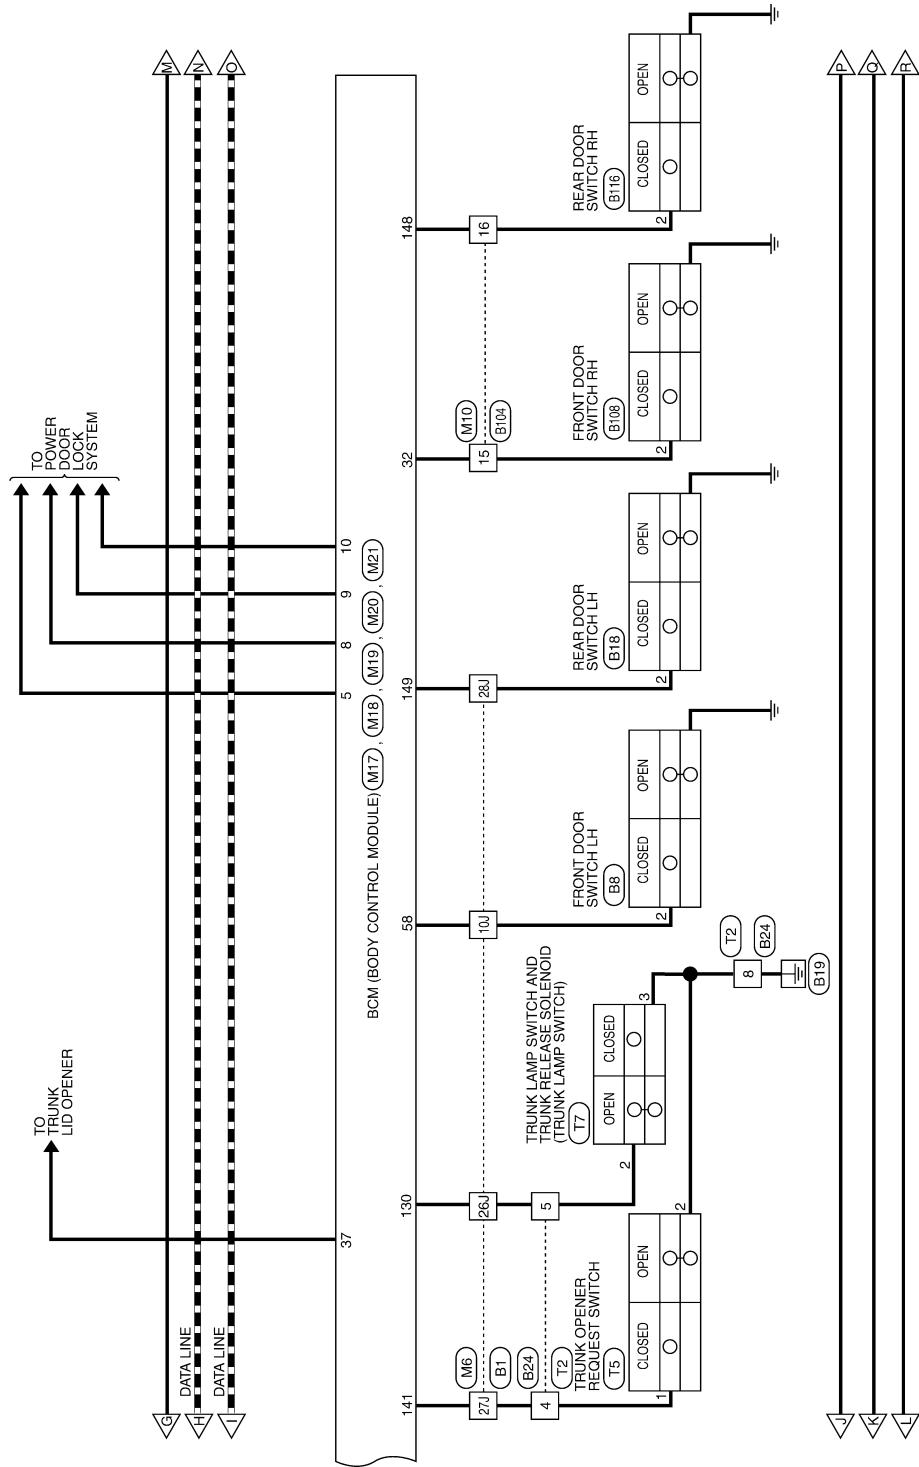 M
N
O
G
DATA LINE
H
DATA LINE
I
TO
TRUNK
LID OPENER
TO
POWER
DOOR
LOCK
SYSTEM
37
5
8
9
10
BCM (BODY CONTROL MODULE) M17 , M18 , M19 , M20 , M21
141
130
58
149
32
148
27J
M6
B1
26J
10J
28J
15
M10
B104
16
4
B24
T2
5
TRUNK OPENER
REQUEST SWITCH
T5
1
CLOSED
OPEN
2
TRUNK LAMP SWITCH AND
TRUNK RELEASE SOLENOID
(TRUNK LAMP SWITCH)
T7
2
OPEN
CLOSED
3
8
T2
B24
B19
FRONT DOOR
SWITCH LH
B8
2
CLOSED
OPEN
REAR DOOR
SWITCH LH
B18
2
CLOSED
OPEN
FRONT DOOR
SWITCH RH
B108
2
CLOSED
OPEN
REAR DOOR
SWITCH RH
B116
2
CLOSED
OPEN
J
K
L
P
Q
R